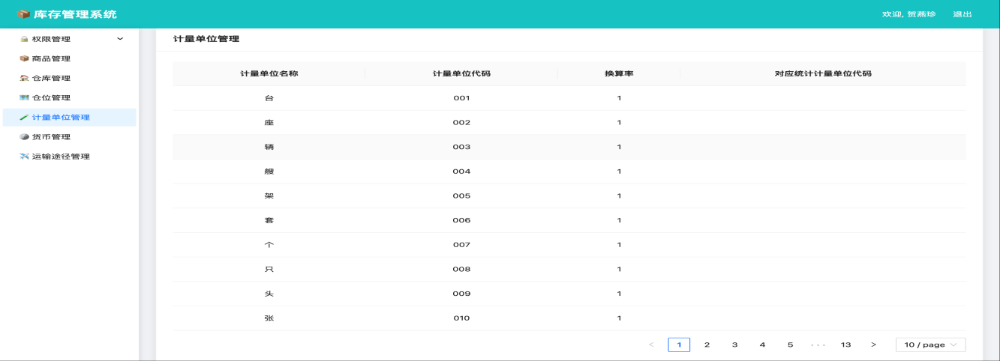 库存管理系统
欢迎, 贺燕珍 退出
权限管理
商品管理
仓库管理
仓位管理
计量单位管理
货币管理
运输途径管理
计量单位管理
计量单位名称 计量单位代码 换算率 对应统计计量单位代码
台 001 1
座 002 1
辆 003 1
艘 004 1
架 005 1
套 006 1
个 007 1
只 008 1
头 009 1
张 010 1
< 1 2 3 4 5 ··· 13 > 10 / page